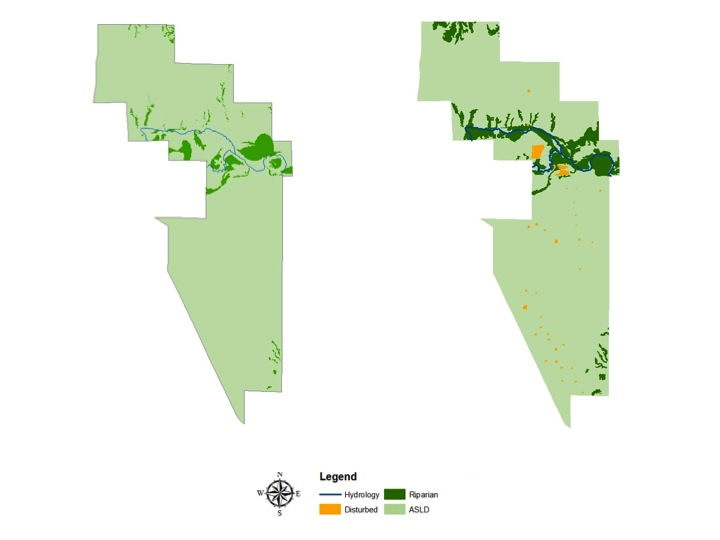 N
Legend
W E
Hydrology Riparian
Disturbed ASLD
S